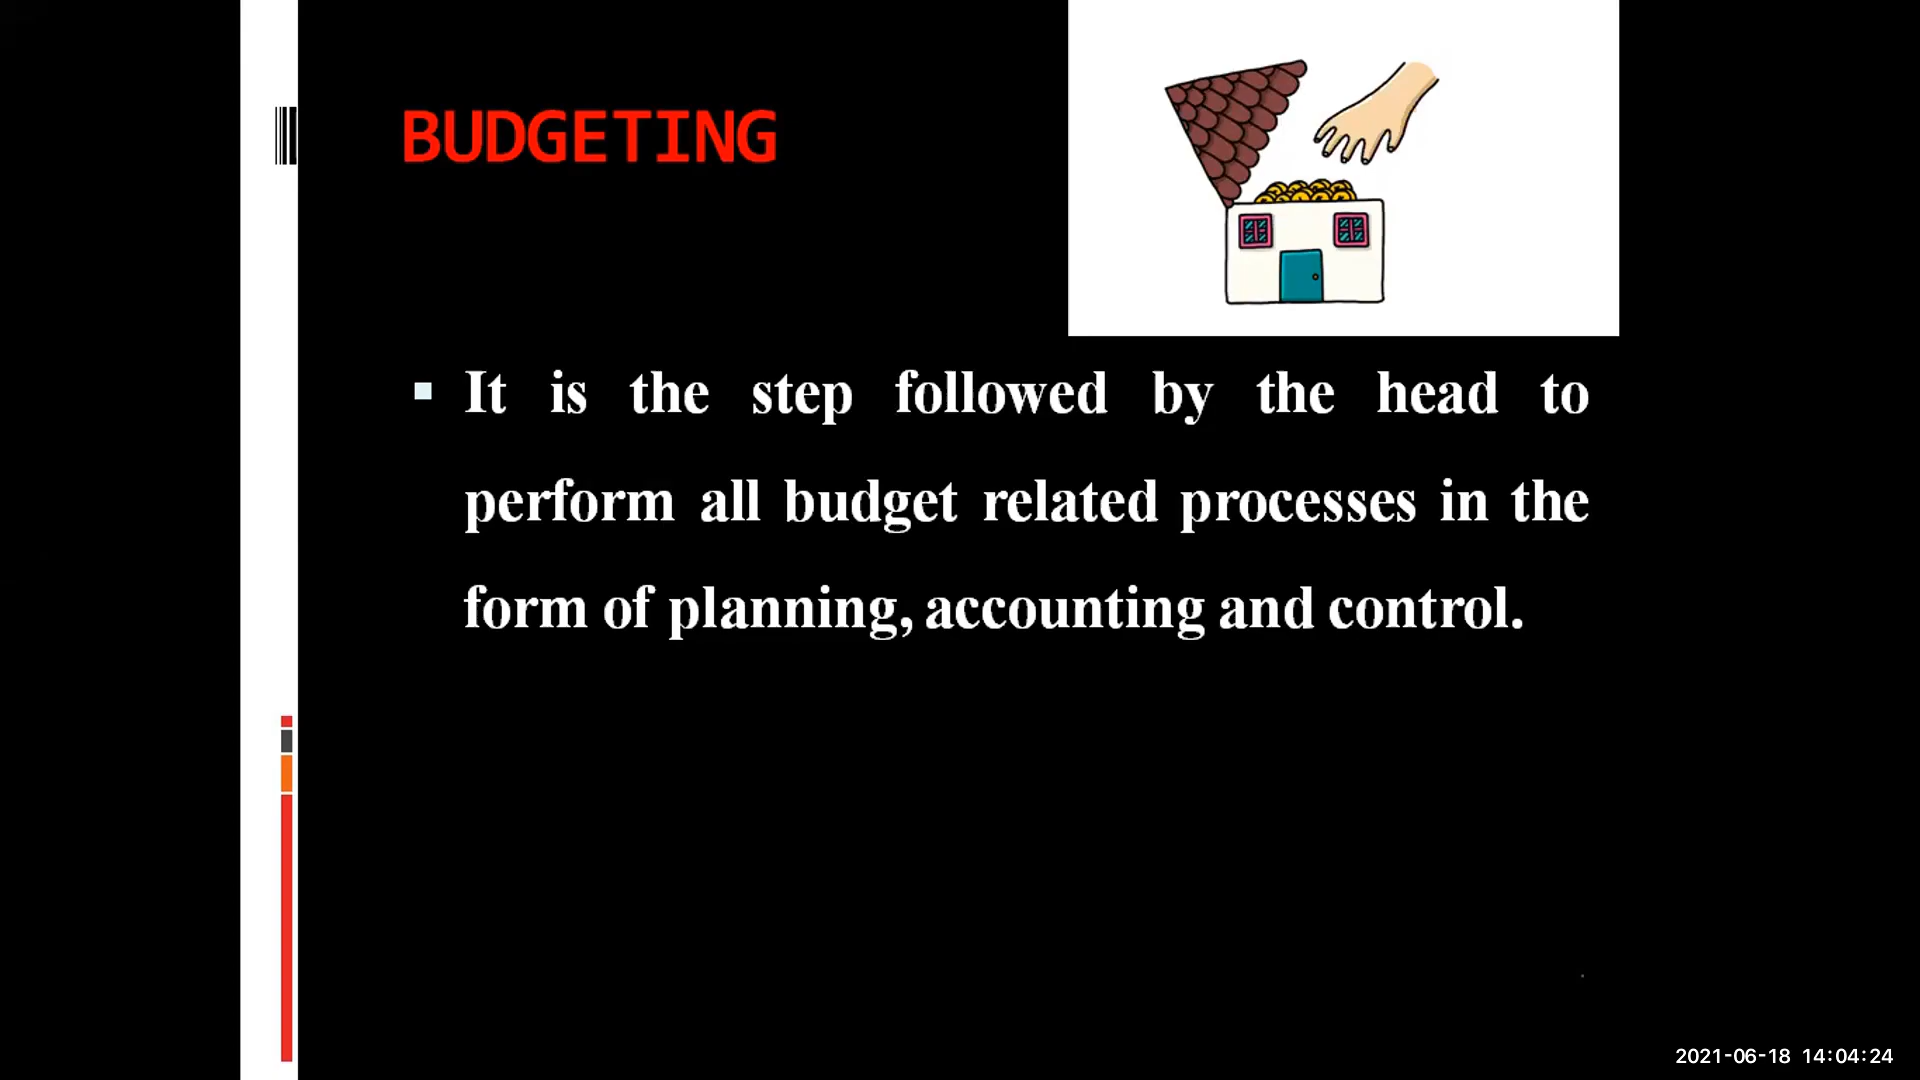 BUDGETING
It is the step followed by the head to
perform all budget related processes in the
form of planning, accounting and control.
2021-06-18 14:04:24